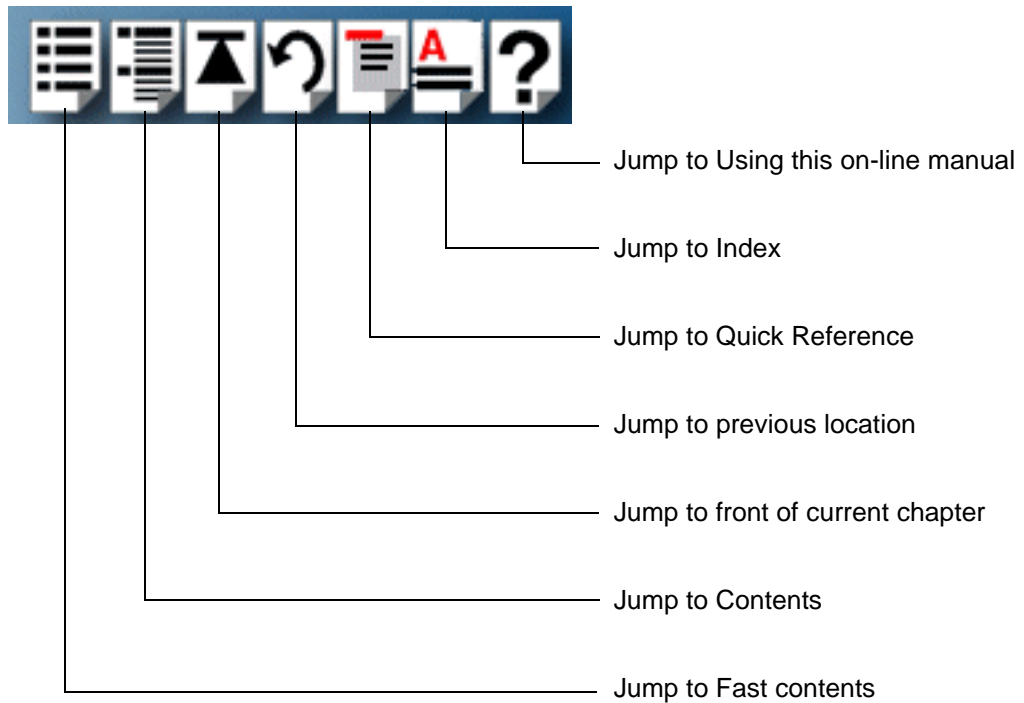 A
?
Jump to Using this on-line manual
Jump to Index
Jump to Quick Reference
Jump to previous location
Jump to front of current chapter
Jump to Contents
Jump to Fast contents